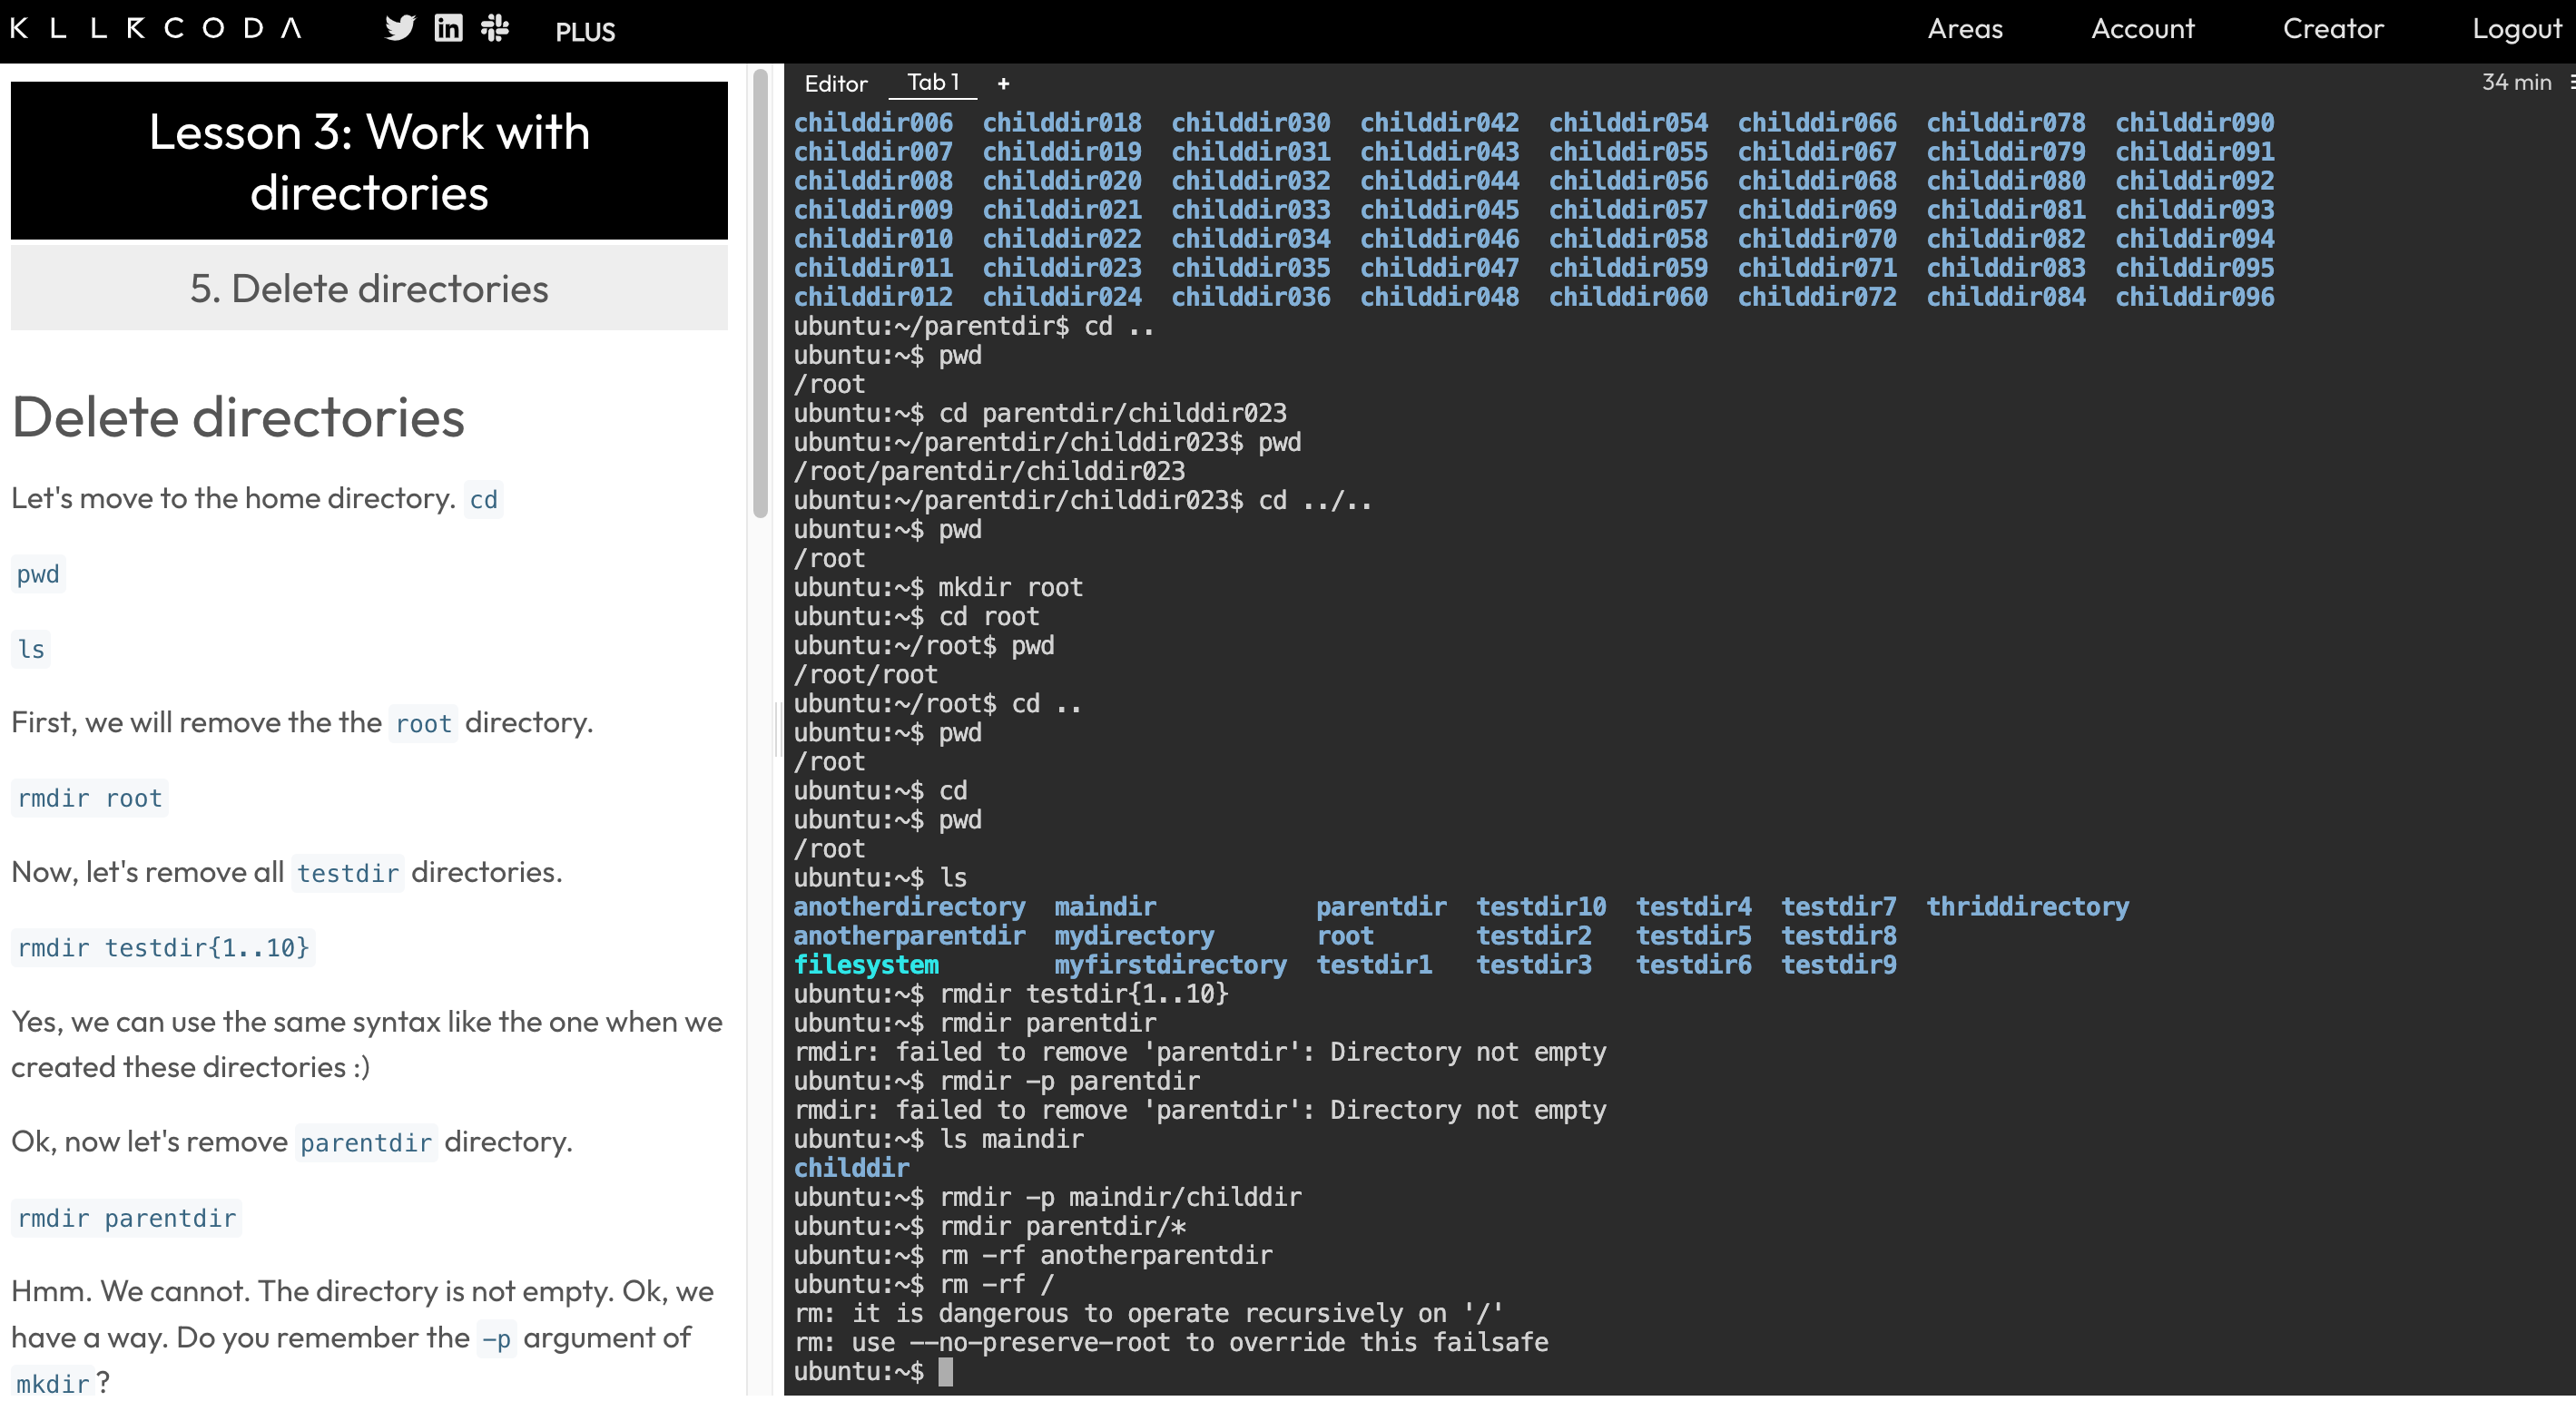 KILLERCODA PLUS Areas Account Creator Logout
Lesson 3: Work with
directories
5. Delete directories
Delete directories
Let's move to the home directory. cd
pwd
ls
First, we will remove the the root directory.
rmdir root
Now, let's remove all testdir directories.
rmdir testdir{1..10}
Yes, we can use the same syntax like the one when we
created these directories :)
Ok, now let's remove parentdir directory.
rmdir parentdir
Hmm. We cannot. The directory is not empty. Ok, we
have a way. Do you remember the -p argument of
mkdir?
Editor Tab 1 + 34 min
childdir006 childdir018 childdir030 childdir042 childdir054 childdir066 childdir078 childdir090
childdir007 childdir019 childdir031 childdir043 childdir055 childdir067 childdir079 childdir091
childdir008 childdir020 childdir032 childdir044 childdir056 childdir068 childdir080 childdir092
childdir009 childdir021 childdir033 childdir045 childdir057 childdir069 childdir081 childdir093
childdir010 childdir022 childdir034 childdir046 childdir058 childdir070 childdir082 childdir094
childdir011 childdir023 childdir035 childdir047 childdir059 childdir071 childdir083 childdir095
childdir012 childdir024 childdir036 childdir048 childdir060 childdir072 childdir084 childdir096
ubuntu:~/parentdir$ cd ..
ubuntu:~$ pwd
/root
ubuntu:~$ cd parentdir/childdir023
ubuntu:~/parentdir/childdir023$ pwd
/root/parentdir/childdir023
ubuntu:~/parentdir/childdir023$ cd ../..
ubuntu:~$ pwd
/root
ubuntu:~$ mkdir root
ubuntu:~$ cd root
ubuntu:~/root$ pwd
/root/root
ubuntu:~/root$ cd ..
ubuntu:~$ pwd
/root
ubuntu:~$ cd
ubuntu:~$ pwd
/root
ubuntu:~$ ls
anotherdirectory maindir parentdir testdir10 testdir4 testdir7 thriddirectory
anotherparentdir mydirectory root testdir2 testdir5 testdir8
filesystem myfirstdirectory testdir1 testdir3 testdir6 testdir9
ubuntu:~$ rmdir testdir{1..10}
ubuntu:~$ rmdir parentdir
rmdir: failed to remove 'parentdir': Directory not empty
ubuntu:~$ rmdir -p parentdir
rmdir: failed to remove 'parentdir': Directory not empty
ubuntu:~$ ls maindir
childdir
ubuntu:~$ rmdir -p maindir/childdir
ubuntu:~$ rmdir parentdir/*
ubuntu:~$ rm -rf anotherparentdir
ubuntu:~$ rm -rf /
rm: it is dangerous to operate recursively on '/'
rm: use --no-preserve-root to override this failsafe
ubuntu:~$